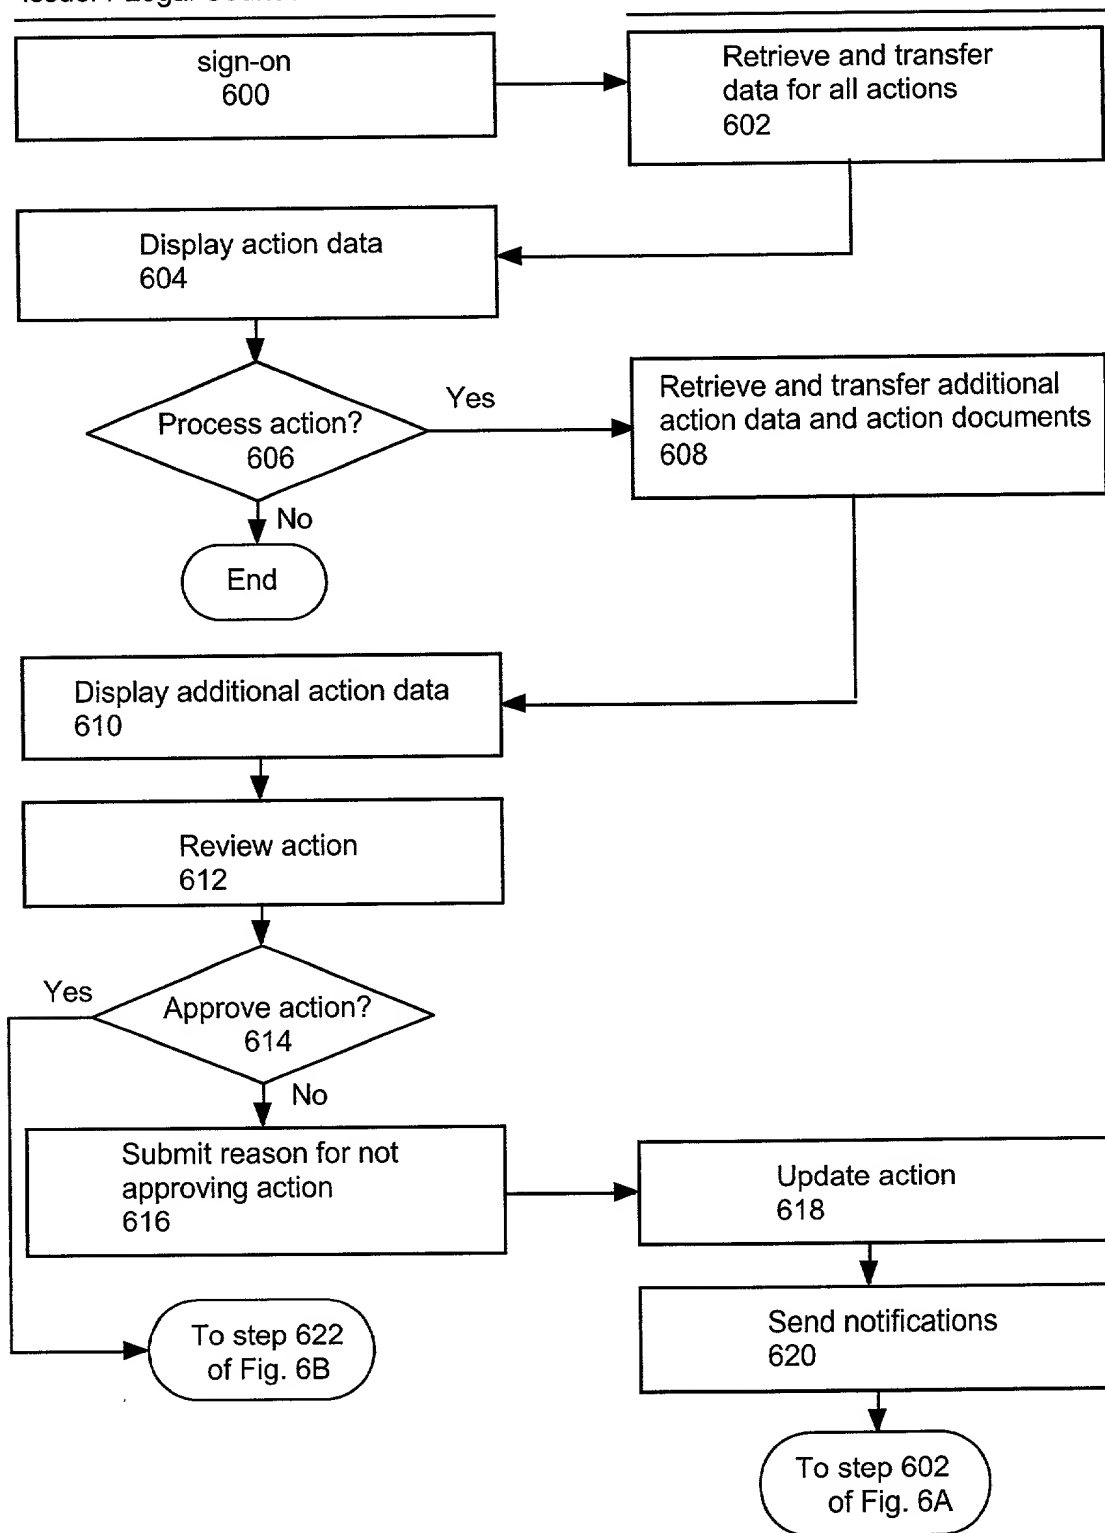 sign-on
600
Retrieve and transfer
data for all actions
602
Display action data
604
Process action?
606
Yes
Retrieve and transfer additional
action data and action documents
608
No
End
Display additional action data
610
Review action
612
Yes
Approve action?
614
No
Submit reason for not
approving action
616
Update action
618
Send notifications
620
To step 622
of Fig. 6B
To step 602
of Fig. 6A